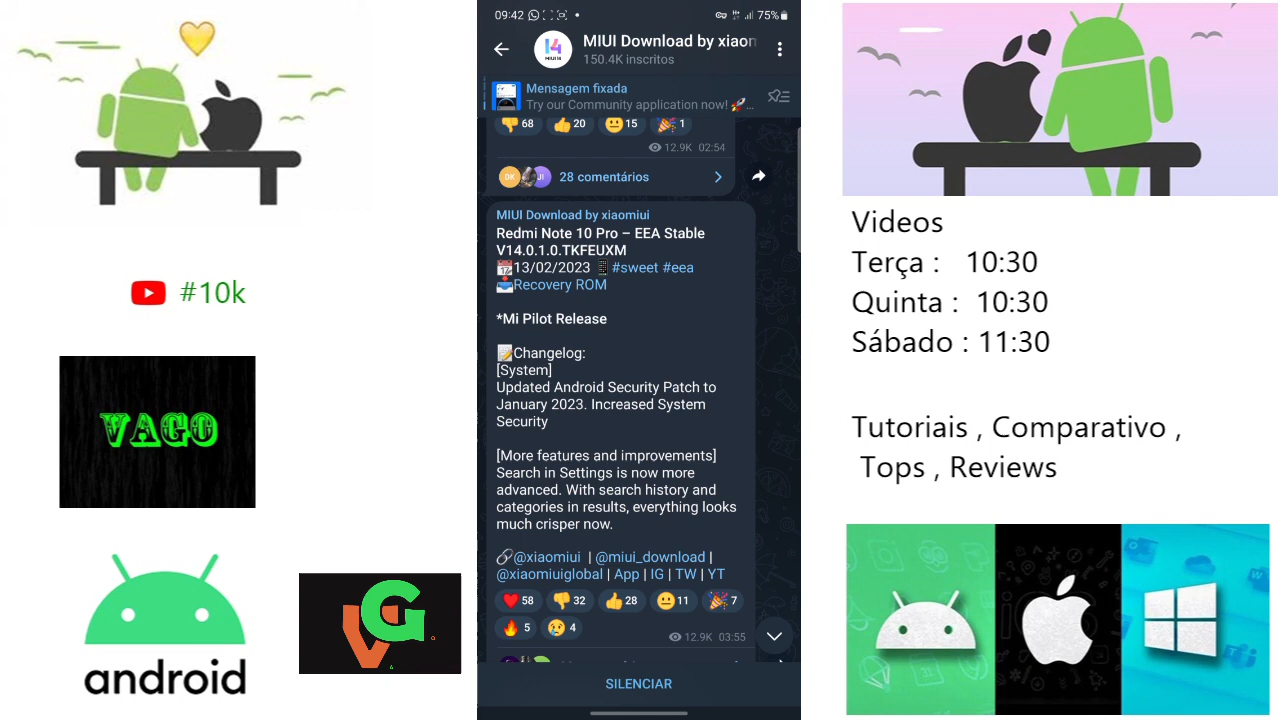 #10k
VAGO
android
VG
09:42
75%
MIUI Download by xiaon
150.4K inscritos
Mensagem fixada
Try our Community application now! 🚀...
👎68 👍20 😐15 🎉1
12.9K 02:54
28 comentários
MIUI Download by xiaomiui
Redmi Note 10 Pro – EEA Stable
V14.0.1.0.TKFEUXM
📆13/02/2023 📱#sweet #eea
📥Recovery ROM
*Mi Pilot Release
📝Changelog:
[System]
Updated Android Security Patch to
January 2023. Increased System
Security
[More features and improvements]
Search in Settings is now more
advanced. With search history and
categories in results, everything looks
much crisper now.
🔗@xiaomiui | @miui_download |
@xiaomiuiglobal | App | IG | TW | YT
❤️58 👎32 👍28 😐11 🎉7
🔥5 😢4
12.9K 03:55
SILENCIAR
Videos
Terça : 10:30
Quinta : 10:30
Sábado : 11:30
Tutoriais , Comparativo ,
Tops , Reviews